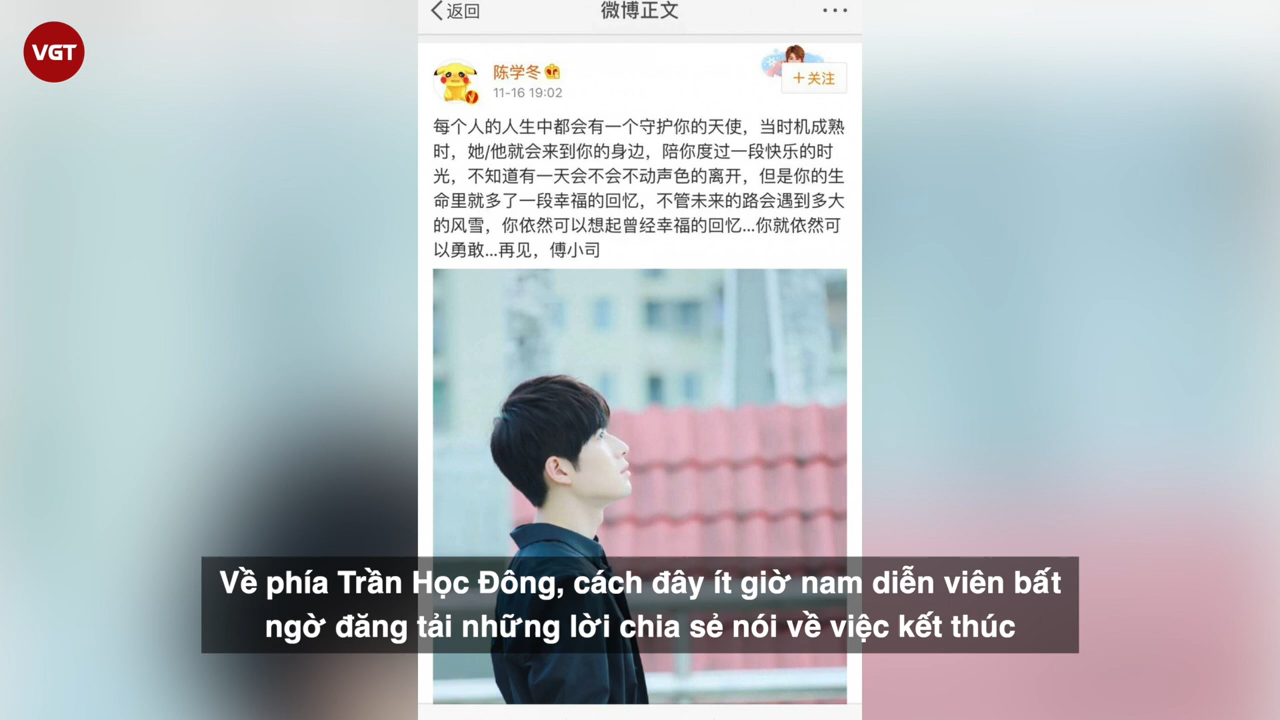 VGT
返回
微博正文
陈学冬
11-16 19:02
+关注
每个人的人生中都会有一个守护你的天使，当时机成熟
时，她/他就会来到你的身边，陪你度过一段快乐的时
光，不知道有一天会不会不动声色的离开，但是你的生
命里就多了一段幸福的回忆，不管未来的路会遇到多大
的风雪，你依然可以想起曾经幸福的回忆...你就依然可
以勇敢...再见，傅小司
Về phía Trần Học Đông, cách đây ít giờ nam diễn viên bất
ngờ đăng tải những lời chia sẻ nói về việc kết thúc